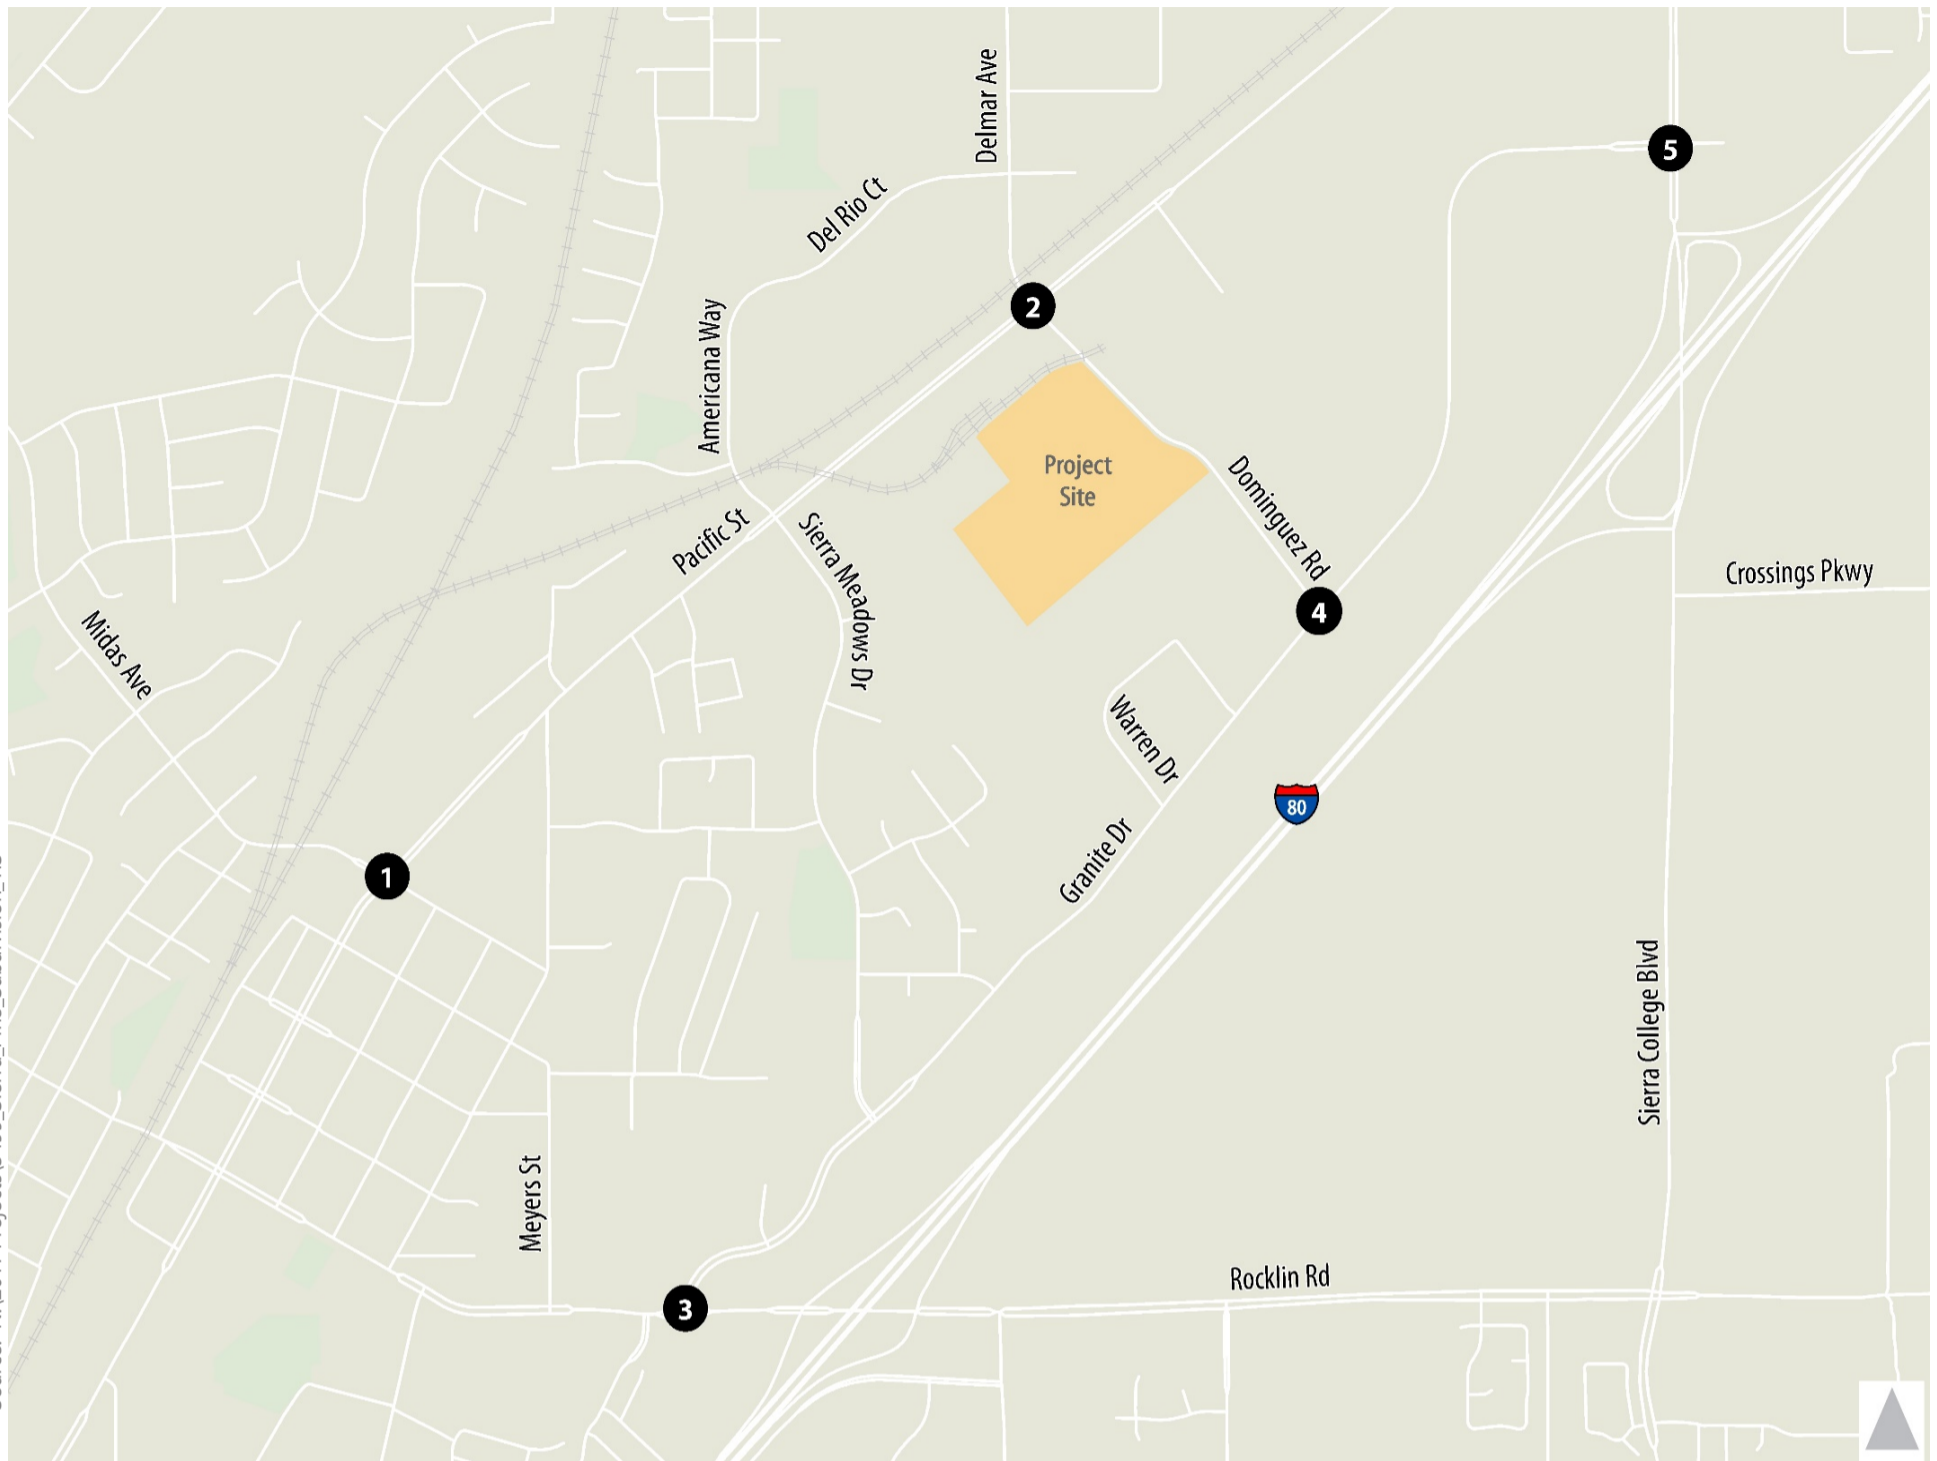 Delmar Ave
5
Del Rio Ct
2
Americana Way
Project
Site
Dominguez Rd
Pacific St
Sierra Meadows Dr
Crossings Pkwy
4
Midas Ave
Warren Dr
80
Granite Dr
1
Sierra College Blvd
Meyers St
Rocklin Rd
3